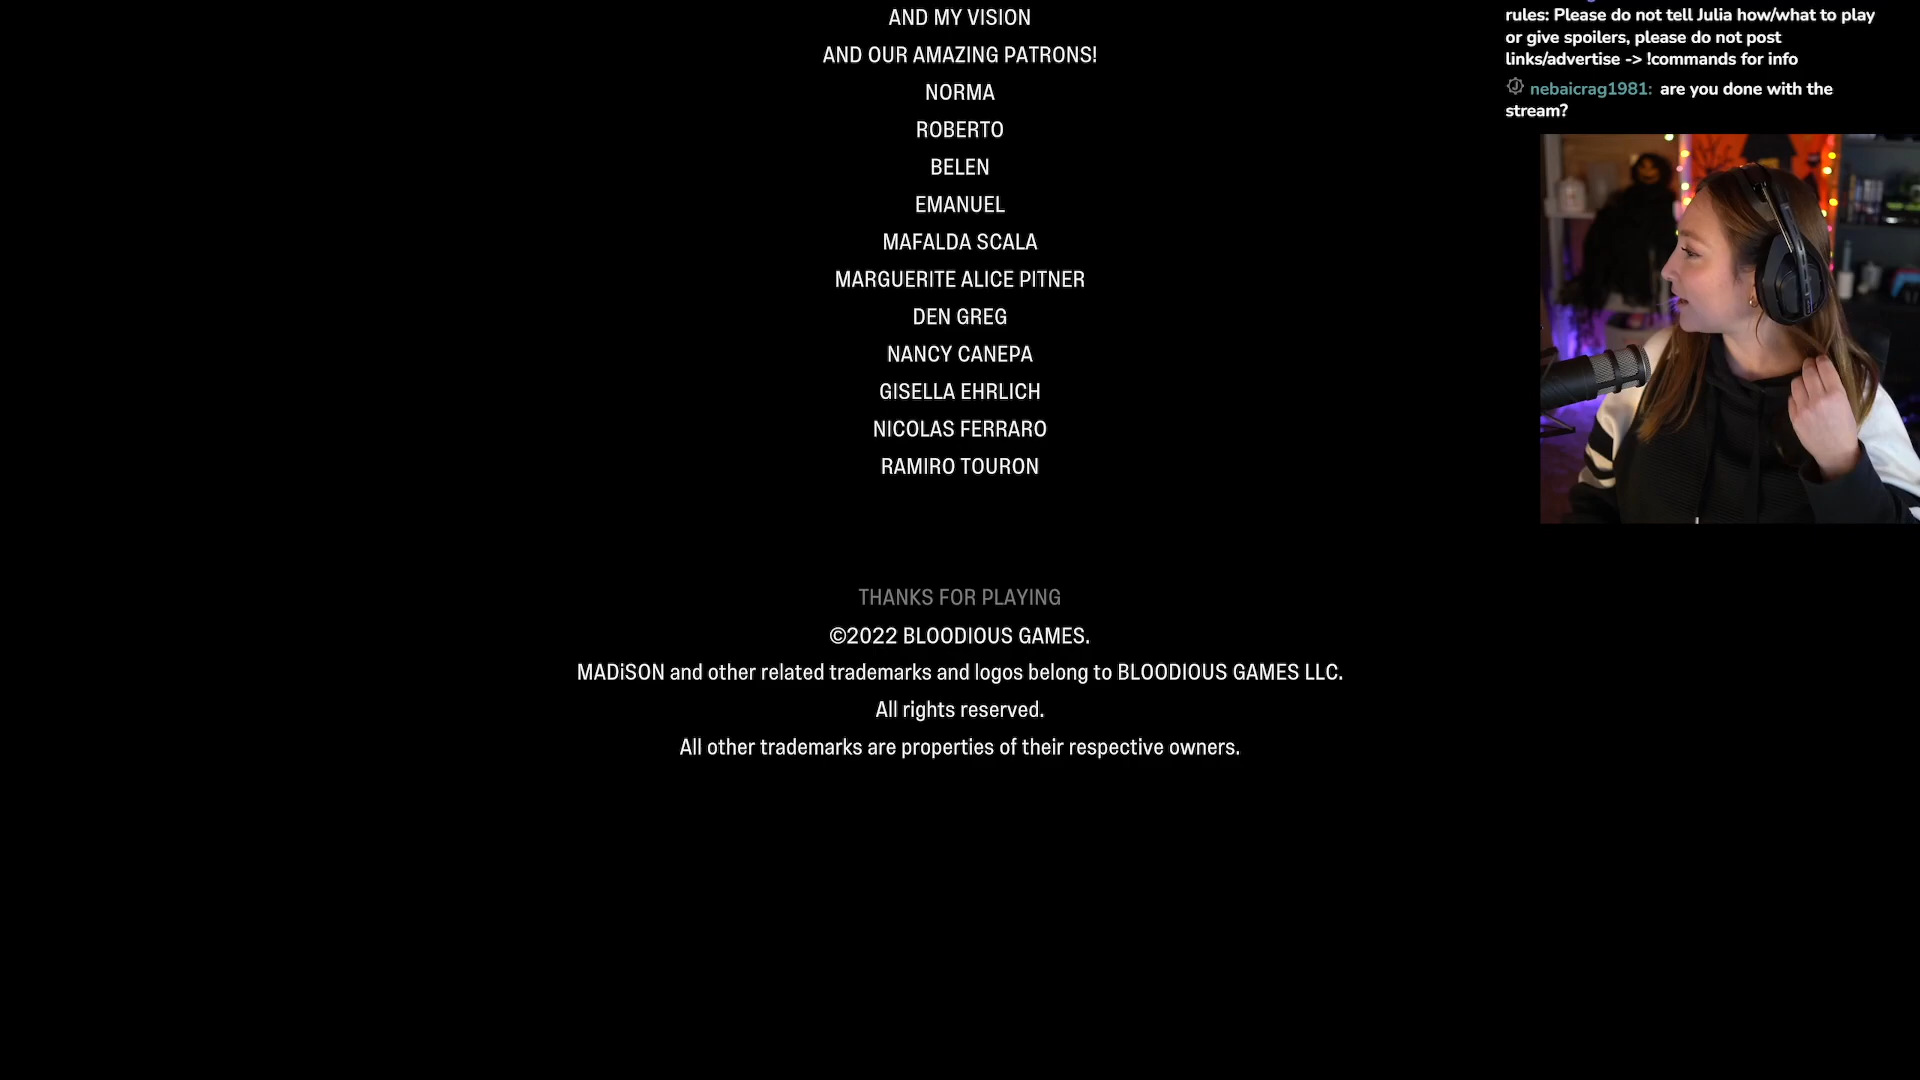 AND MY VISION
AND OUR AMAZING PATRONS!
NORMA
ROBERTO
BELEN
EMANUEL
MAFALDA SCALA
MARGUERITE ALICE PITNER
DEN GREG
NANCY CANEPA
GISELLA EHRLICH
NICOLAS FERRARO
RAMIRO TOURON
THANKS FOR PLAYING
©2022 BLOODIOUS GAMES.
MADiSON and other related trademarks and logos belong to BLOODIOUS GAMES LLC.
All rights reserved.
All other trademarks are properties of their respective owners.
rules: Please do not tell Julia how/what to play
or give spoilers, please do not post
links/advertise -> !commands for info
nebaicrag1981: are you done with the
stream?